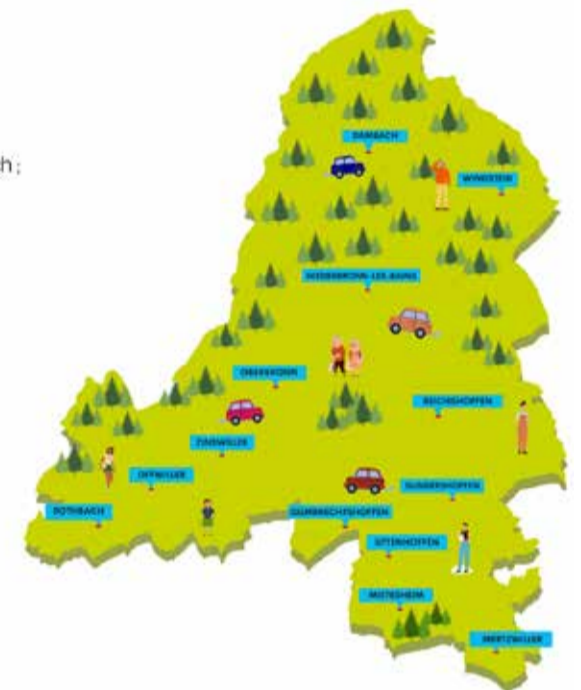 DAMBACH
h ;
WINDSTEIN
NIEDERBRONN-LES-BAINS
OBERBRONN
REICHSHOFFEN
ZINSWILLER
OFFWILLER
GUNDERSHOFFEN
ROTHBACH
GUMBRECHTSHOFFEN
UTTENHOFFEN
MIETESHEIM
MERTZWILLER